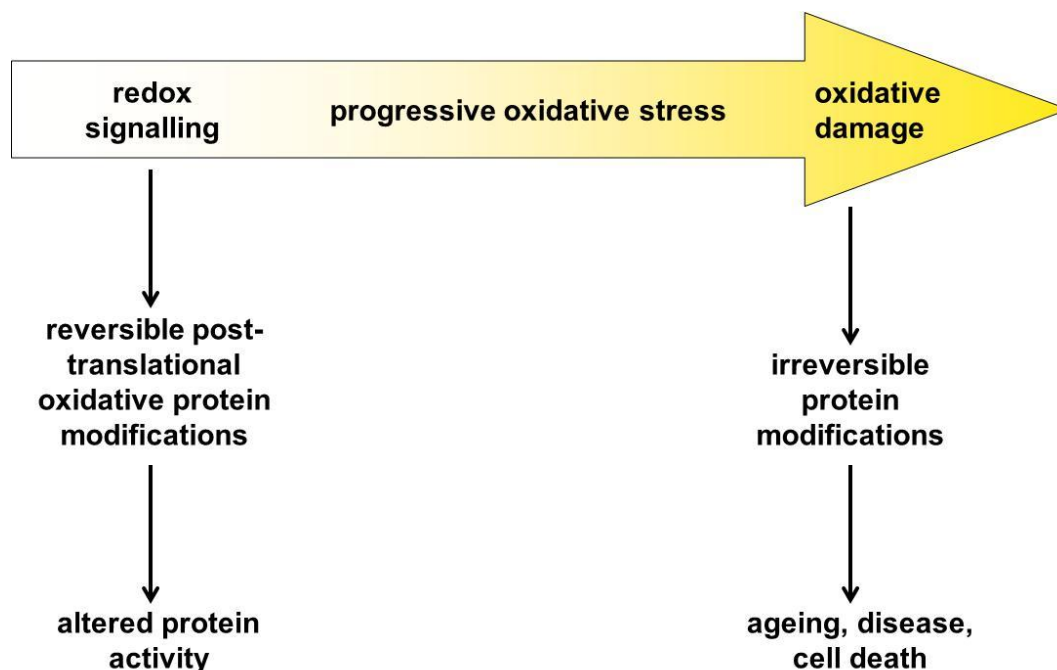 redox
signalling
progressive oxidative stress
oxidative
damage
reversible post-
translational
oxidative protein
modifications
irreversible
protein
modifications
altered protein
activity
ageing, disease,
cell death